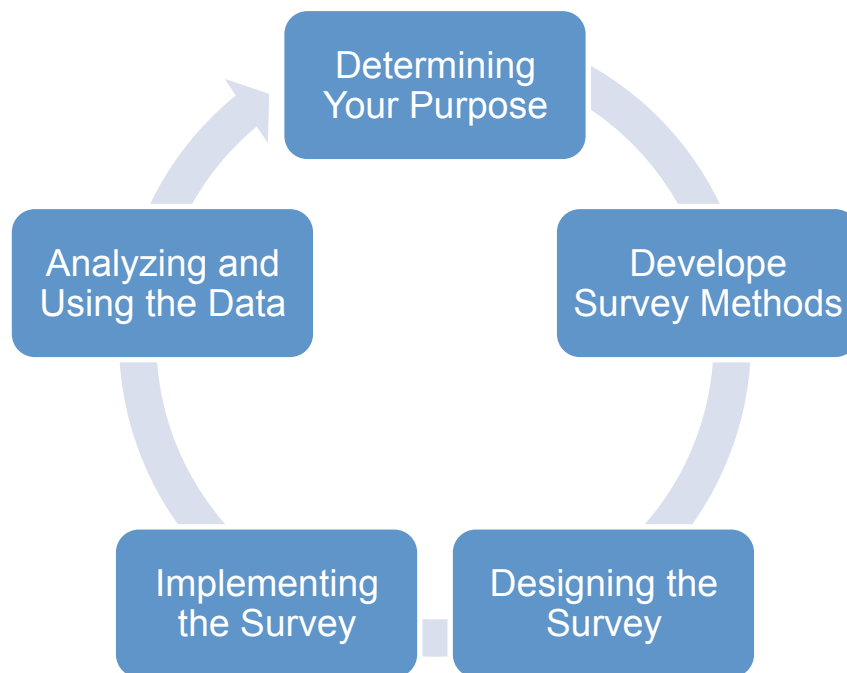 Determining
Your Purpose
Develope
Survey Methods
Designing the
Survey
Implementing
the Survey
Analyzing and
Using the Data